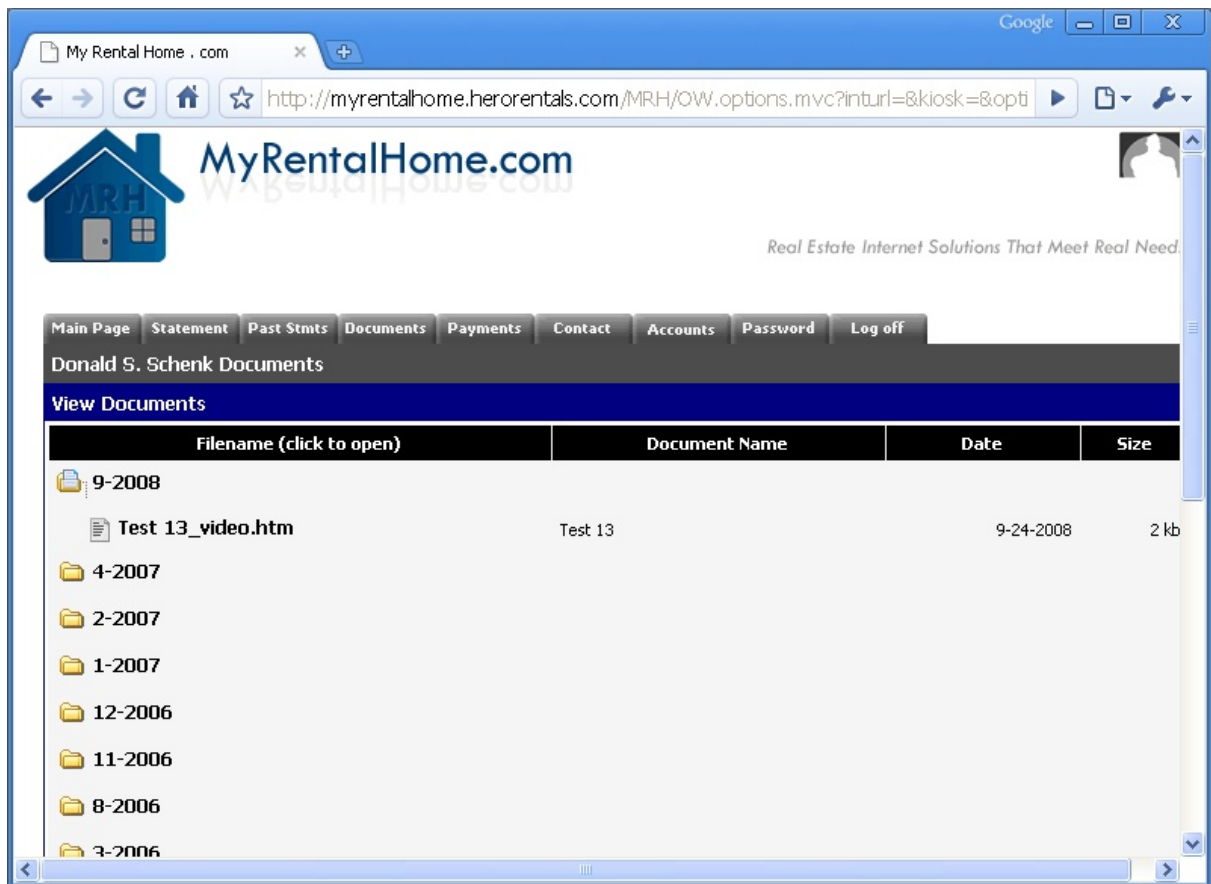 Google
My Rental Home . com
http://myrentalhome.herorentals.com/MRH/OW.options.mvc?inturl=&kiosk=&opti
MRH
MyRentalHome.com
Real Estate Internet Solutions That Meet Real Need.
Main Page Statement Past Stmts Documents Payments Contact Accounts Password Log off
Donald S. Schenk Documents
View Documents
Filename (click to open) Document Name Date Size
9-2008
Test 13_video.htm Test 13 9-24-2008 2 kb
4-2007
2-2007
1-2007
12-2006
11-2006
8-2006
3-2006